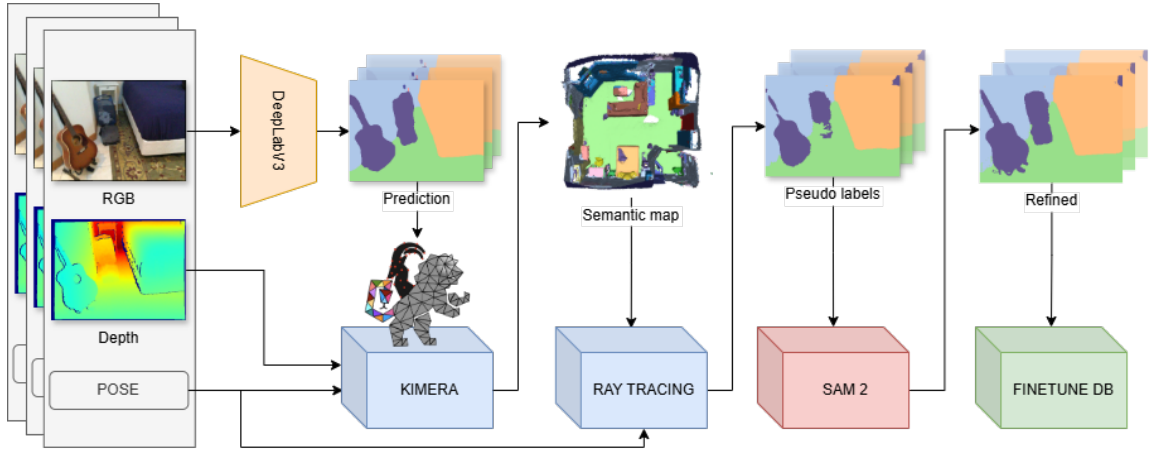 RGB
Depth
POSE
DeepLabV3
Prediction
KIMERA
Semantic map
RAY TRACING
Pseudo labels
SAM 2
Refined
FINETUNE DB